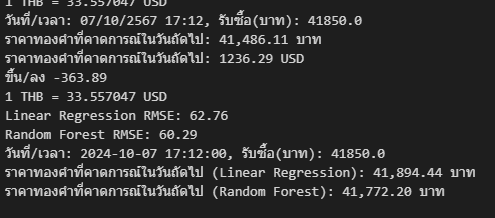 1 THB = 33.557047 USD
วันที่/เวลา: 07/10/2567 17:12, รับซื้อ(บาท): 41850.0
ราคาทองคำที่คาดการณ์ในวันถัดไป: 41,486.11 บาท
ราคาทองคำที่คาดการณ์ในวันถัดไป: 1236.29 USD
ขึ้น/ลง -363.89
1 THB = 33.557047 USD
Linear Regression RMSE: 62.76
Random Forest RMSE: 60.29
วันที่/เวลา: 2024-10-07 17:12:00, รับซื้อ(บาท): 41850.0
ราคาทองคำที่คาดการณ์ในวันถัดไป (Linear Regression): 41,894.44 บาท
ราคาทองคำที่คาดการณ์ในวันถัดไป (Random Forest): 41,772.20 บาท